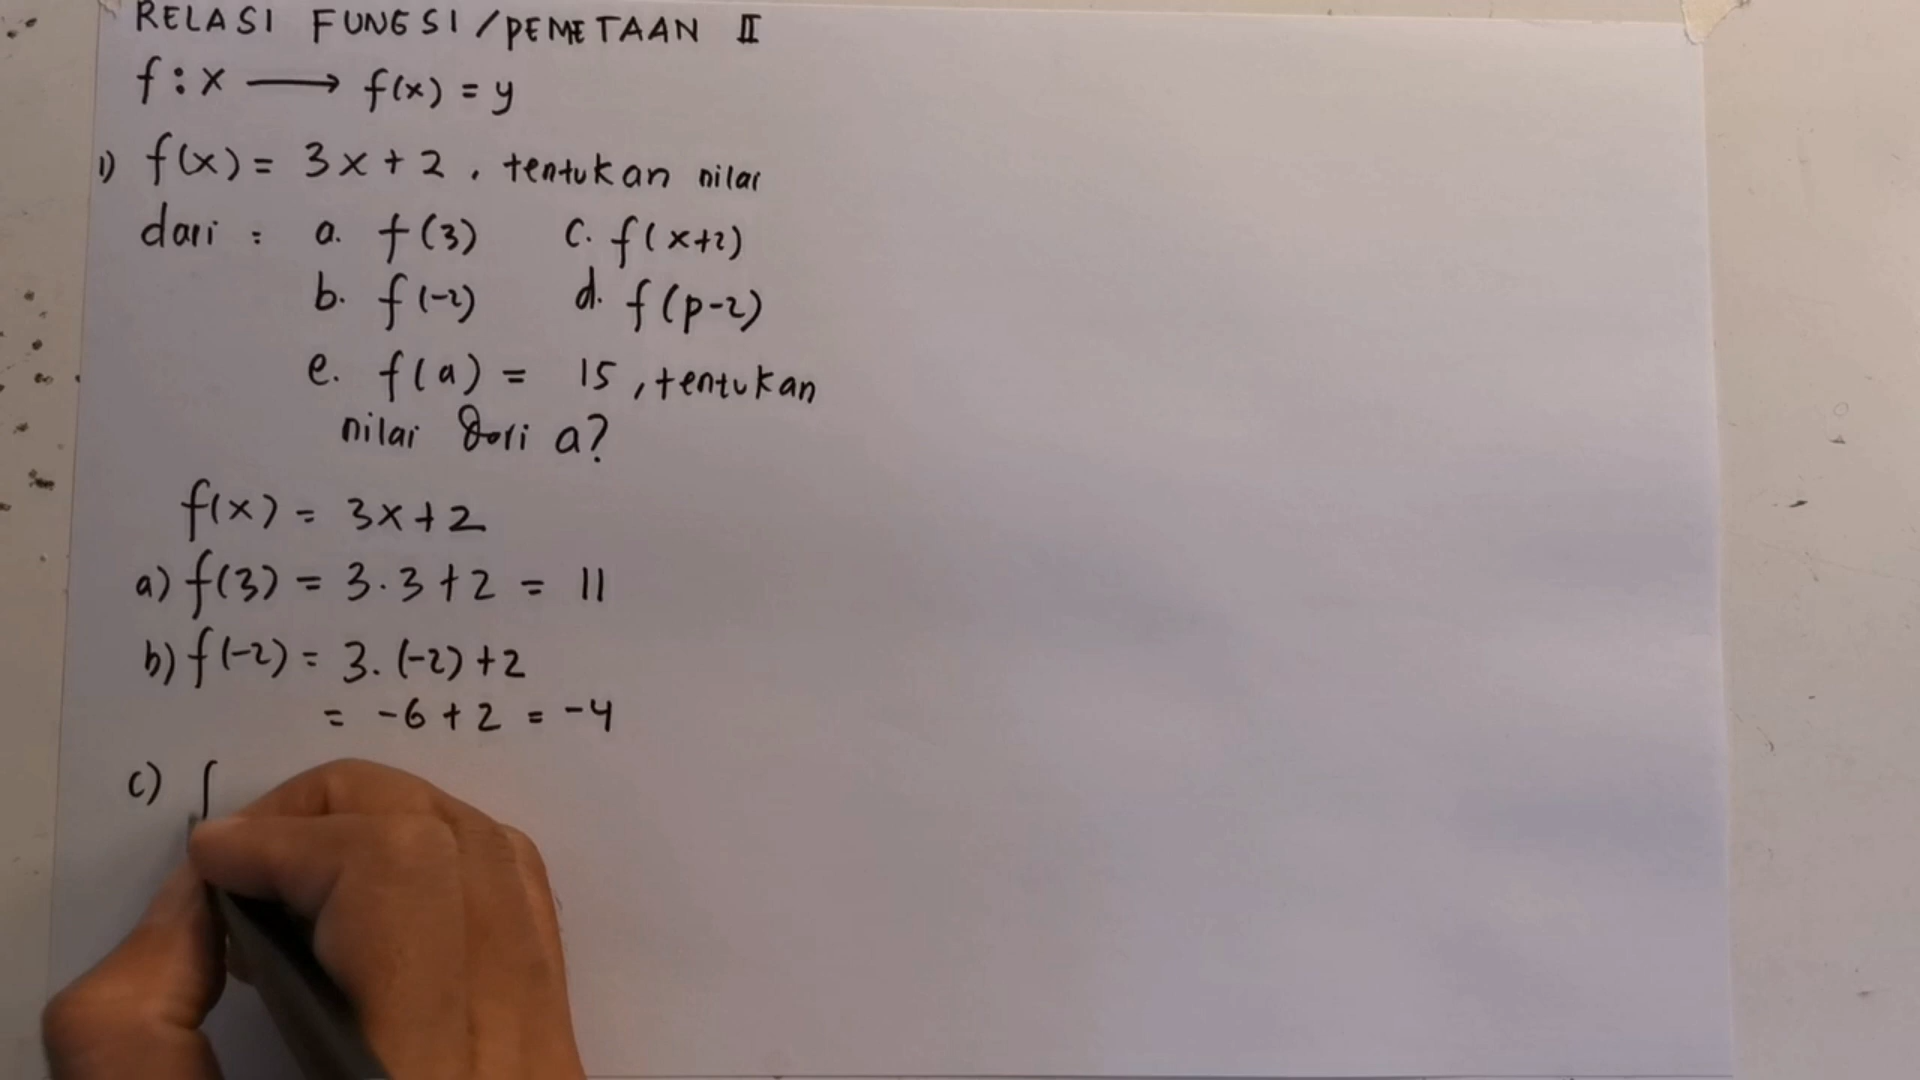 RELASI FUNGSI/PEMETAAN II
f : x ⟶ f(x) = y
1) f(x) = 3x + 2, tentukan nilai
dari : a. f(3) c. f(x+2)
b. f(-2) d. f(p-2)
e. f(a) = 15, tentukan
nilai dari a?
f(x) = 3x+2
a) f(3) = 3.3+2 = 11
b) f(-2) = 3.(-2)+2
= -6+2 = -4
c)